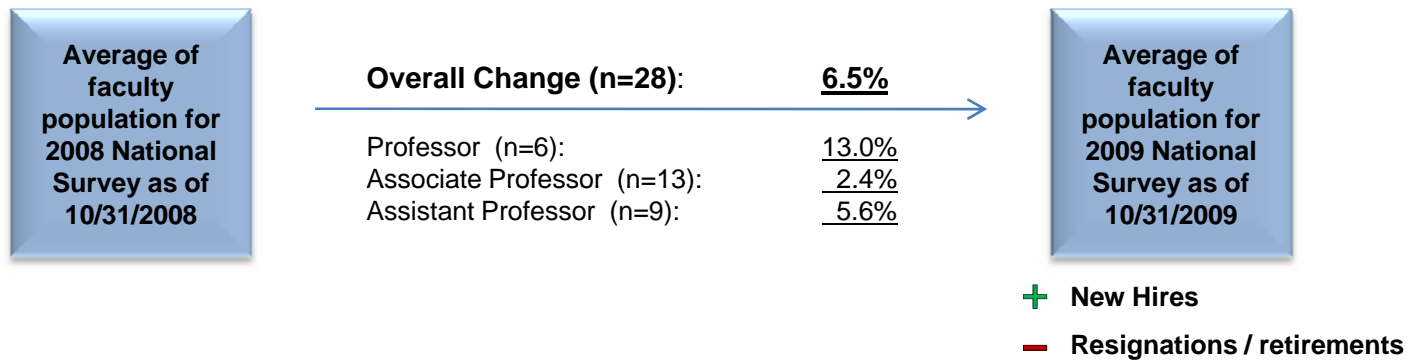 Average of
faculty
population for
2008 National
Survey as of
10/31/2008
Overall Change (n=28): 6.5%
Professor (n=6): 13.0%
Associate Professor (n=13): 2.4%
Assistant Professor (n=9): 5.6%
Average of
faculty
population for
2009 National
Survey as of
10/31/2009
New Hires
Resignations / retirements